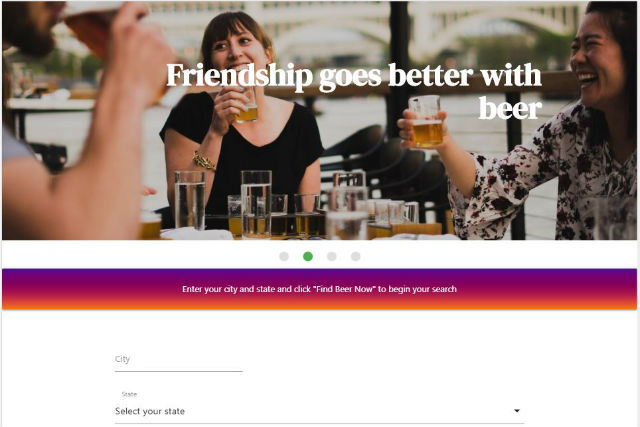 Friendship goes better with
beer
Enter your city and state and click "Find Beer Now" to begin your search
City
State
Select your state